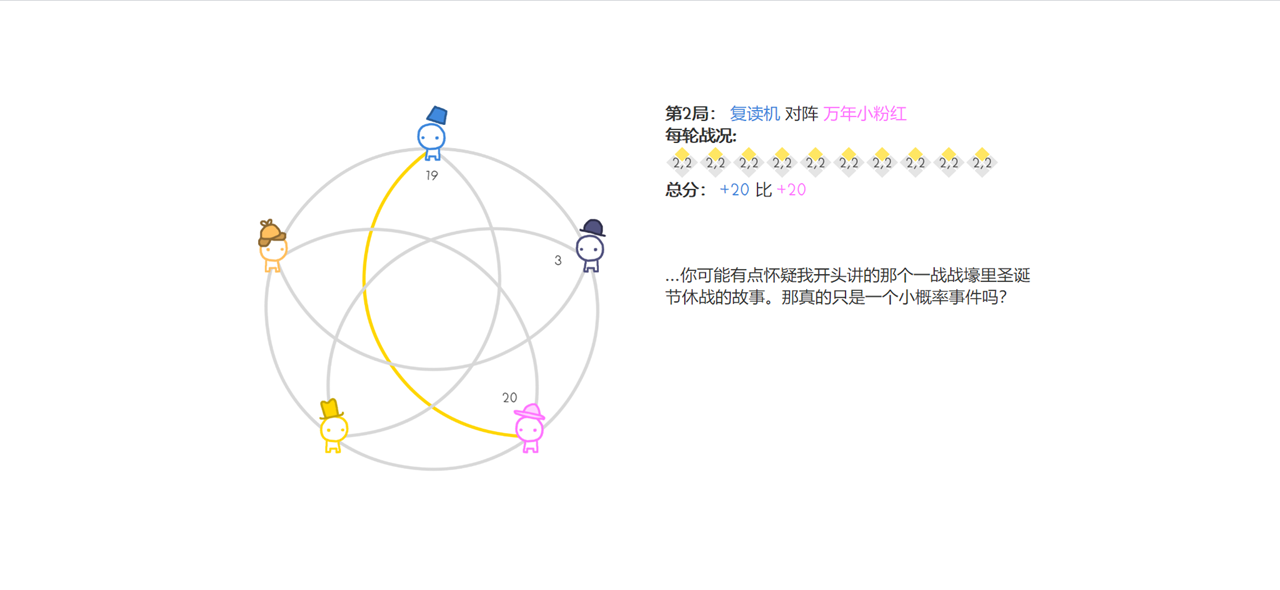 第2局： 复读机 对阵 万年小粉红
每轮战况:
2,2 2,2 2,2 2,2 2,2 2,2 2,2 2,2 2,2 2,2
总分： +20 比 +20
19
3
...你可能有点怀疑我开头讲的那个一战战壕里圣诞
节休战的故事。那真的只是一个小概率事件吗？
20